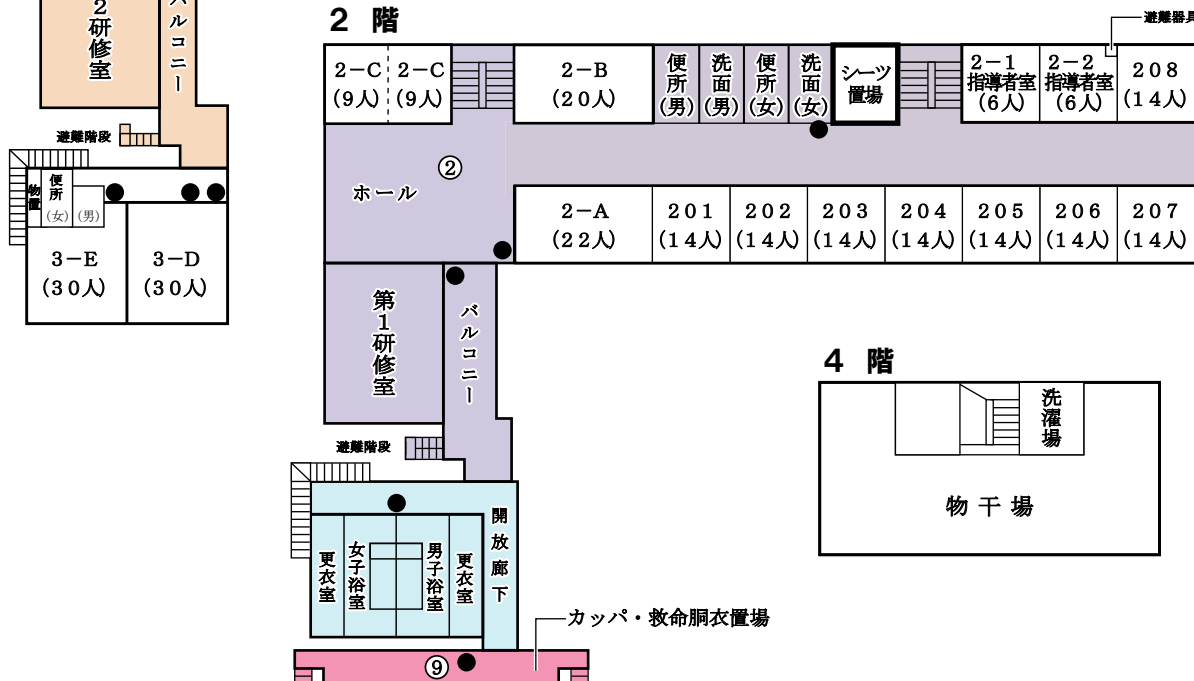 2研修室
バルコニー
避難階段
物置
便所
(女)
(男)
3-E
(30人)
3-D
(30人)
2 階
避難器具
2-C
(9人)
2-C
(9人)
2-B
(20人)
便所(男)
洗面(男)
便所(女)
洗面(女)
シーツ
置場
2-1
指導者室
(6人)
2-2
指導者室
(6人)
208
(14人)
②
ホール
2-A
(22人)
201
(14人)
202
(14人)
203
(14人)
204
(14人)
205
(14人)
206
(14人)
207
(14人)
第1研修室
バルコニー
避難階段
開放廊下
更衣室
女子浴室
男子浴室
更衣室
カッパ・救命胴衣置場
⑨
4 階
洗濯場
物干場